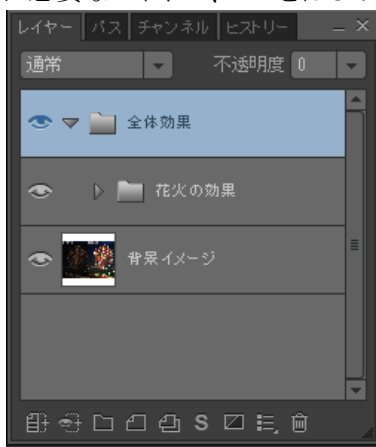 レイヤー パス チャンネル ヒストリー
通常 不透明度 0
全体効果
花火の効果
背景イメージ
S